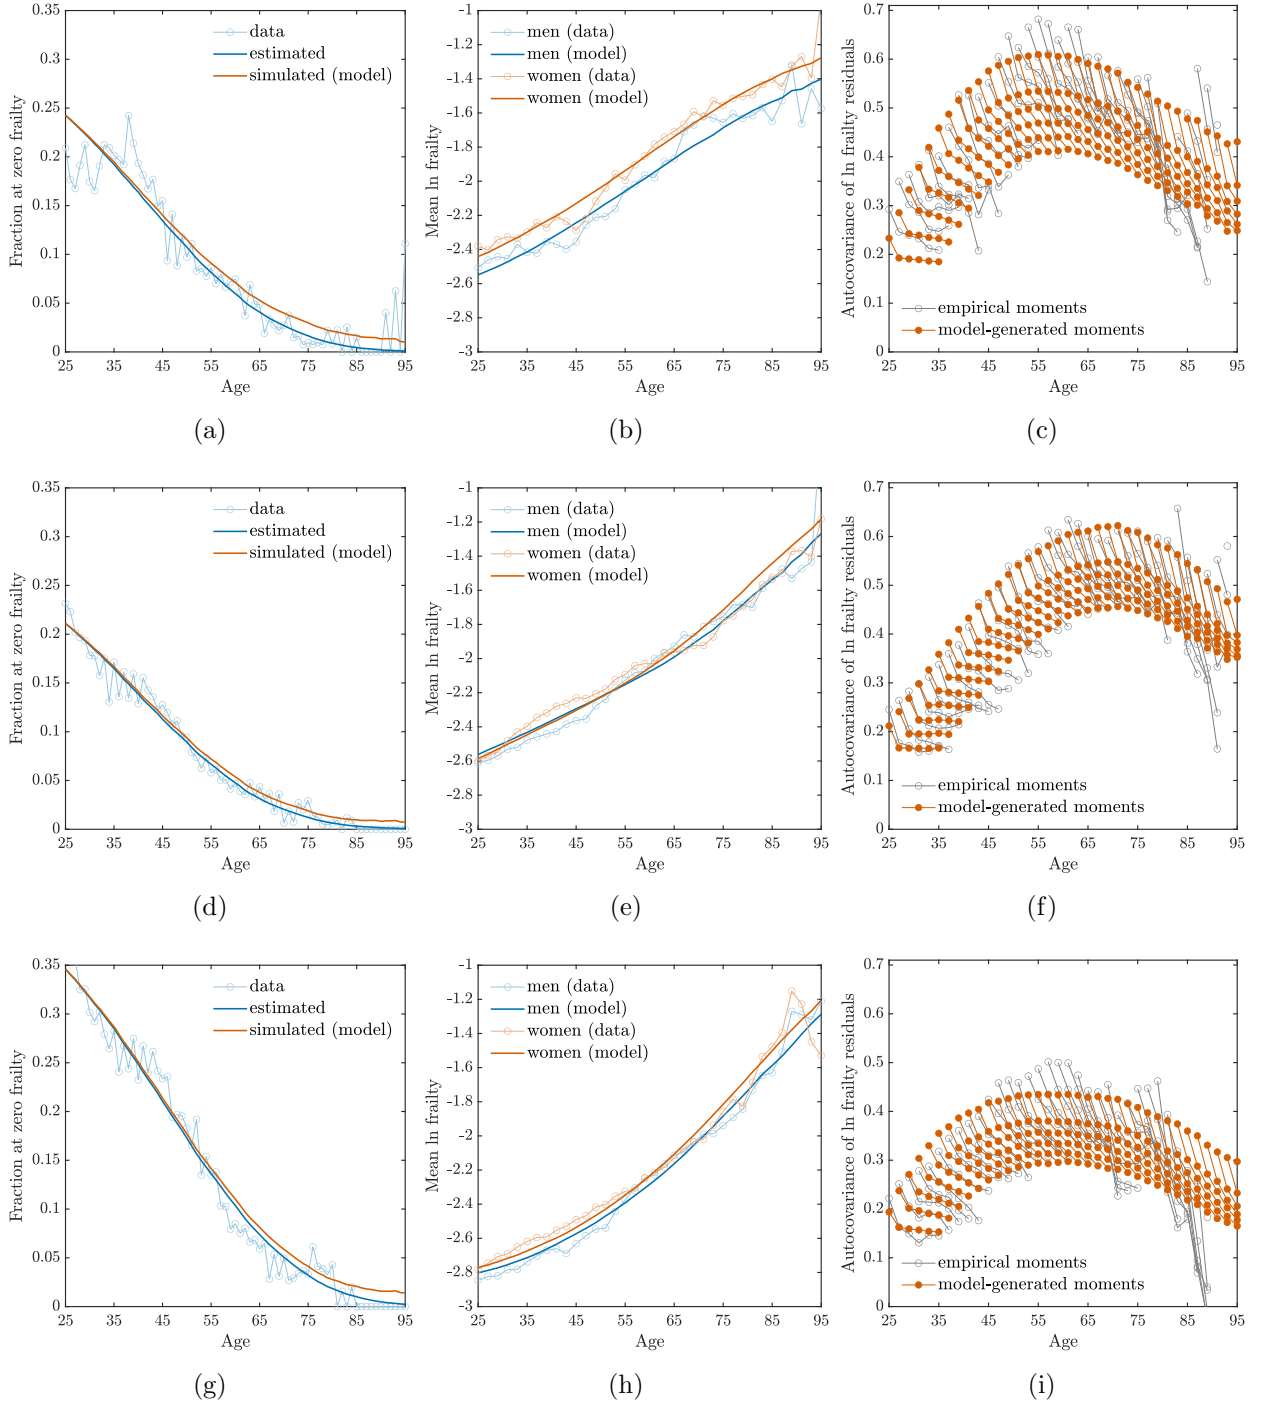 0.35
0.3
0.25
0.2
0.15
0.1
0.05
0
25 35 45 55 65 75 85 95
Fraction at zero frailty
Age
data
estimated
simulated (model)
(a)
-1
-1.2
-1.4
-1.6
-1.8
-2
-2.2
-2.4
-2.6
-2.8
-3
25 35 45 55 65 75 85 95
Mean ln frailty
Age
men (data)
men (model)
women (data)
women (model)
(b)
0.7
0.6
0.5
0.4
0.3
0.2
0.1
0
25 35 45 55 65 75 85 95
Autocovariance of ln frailty residuals
Age
empirical moments
model-generated moments
(c)
0.35
0.3
0.25
0.2
0.15
0.1
0.05
0
25 35 45 55 65 75 85 95
Fraction at zero frailty
Age
data
estimated
simulated (model)
(d)
-1
-1.2
-1.4
-1.6
-1.8
-2
-2.2
-2.4
-2.6
-2.8
-3
25 35 45 55 65 75 85 95
Mean ln frailty
Age
men (data)
men (model)
women (data)
women (model)
(e)
0.7
0.6
0.5
0.4
0.3
0.2
0.1
0
25 35 45 55 65 75 85 95
Autocovariance of ln frailty residuals
Age
empirical moments
model-generated moments
(f)
0.35
0.3
0.25
0.2
0.15
0.1
0.05
0
25 35 45 55 65 75 85 95
Fraction at zero frailty
Age
data
estimated
simulated (model)
(g)
-1
-1.2
-1.4
-1.6
-1.8
-2
-2.2
-2.4
-2.6
-2.8
-3
25 35 45 55 65 75 85 95
Mean ln frailty
Age
men (data)
men (model)
women (data)
women (model)
(h)
0.7
0.6
0.5
0.4
0.3
0.2
0.1
0
25 35 45 55 65 75 85 95
Autocovariance of ln frailty residuals
Age
empirical moments
model-generated moments
(i)